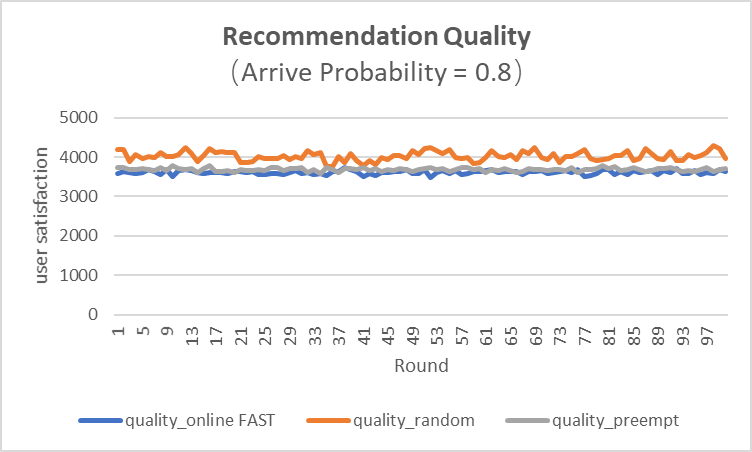 Recommendation Quality
（Arrive Probability = 0.8）
user satisfaction
5000
4000
3000
2000
1000
0
1 5 9 13 17 21 25 29 33 37 41 45 49 53 57 61 65 69 73 77 81 85 89 93 97
Round
quality_online FAST quality_random quality_preempt